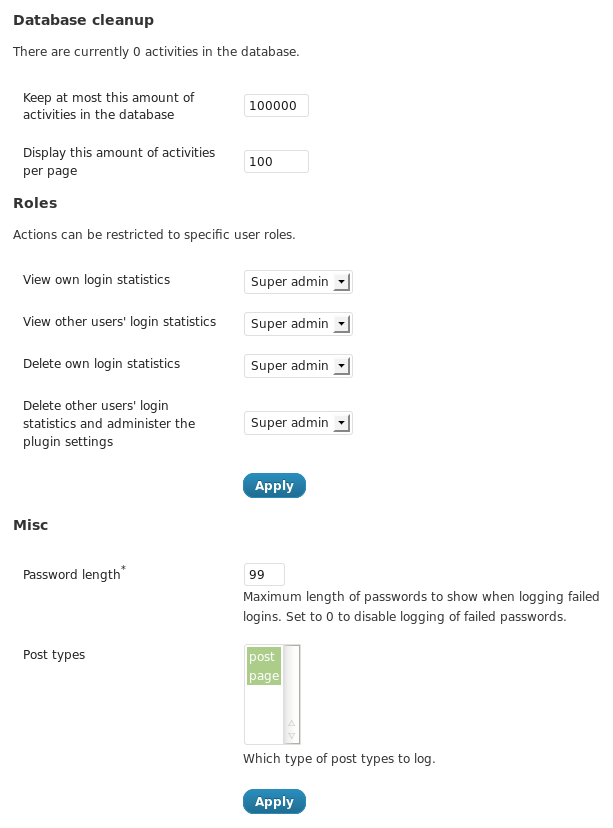 Database cleanup
There are currently 0 activities in the database.
Keep at most this amount of
activities in the database
100000
Display this amount of activities
per page
100
Roles
Actions can be restricted to specific user roles.
View own login statistics
Super admin
View other users' login statistics
Super admin
Delete own login statistics
Super admin
Delete other users' login
statistics and administer the
plugin settings
Super admin
Apply
Misc
Password length*
99
Maximum length of passwords to show when logging failed
logins. Set to 0 to disable logging of failed passwords.
Post types
post
page
Which type of post types to log.
Apply